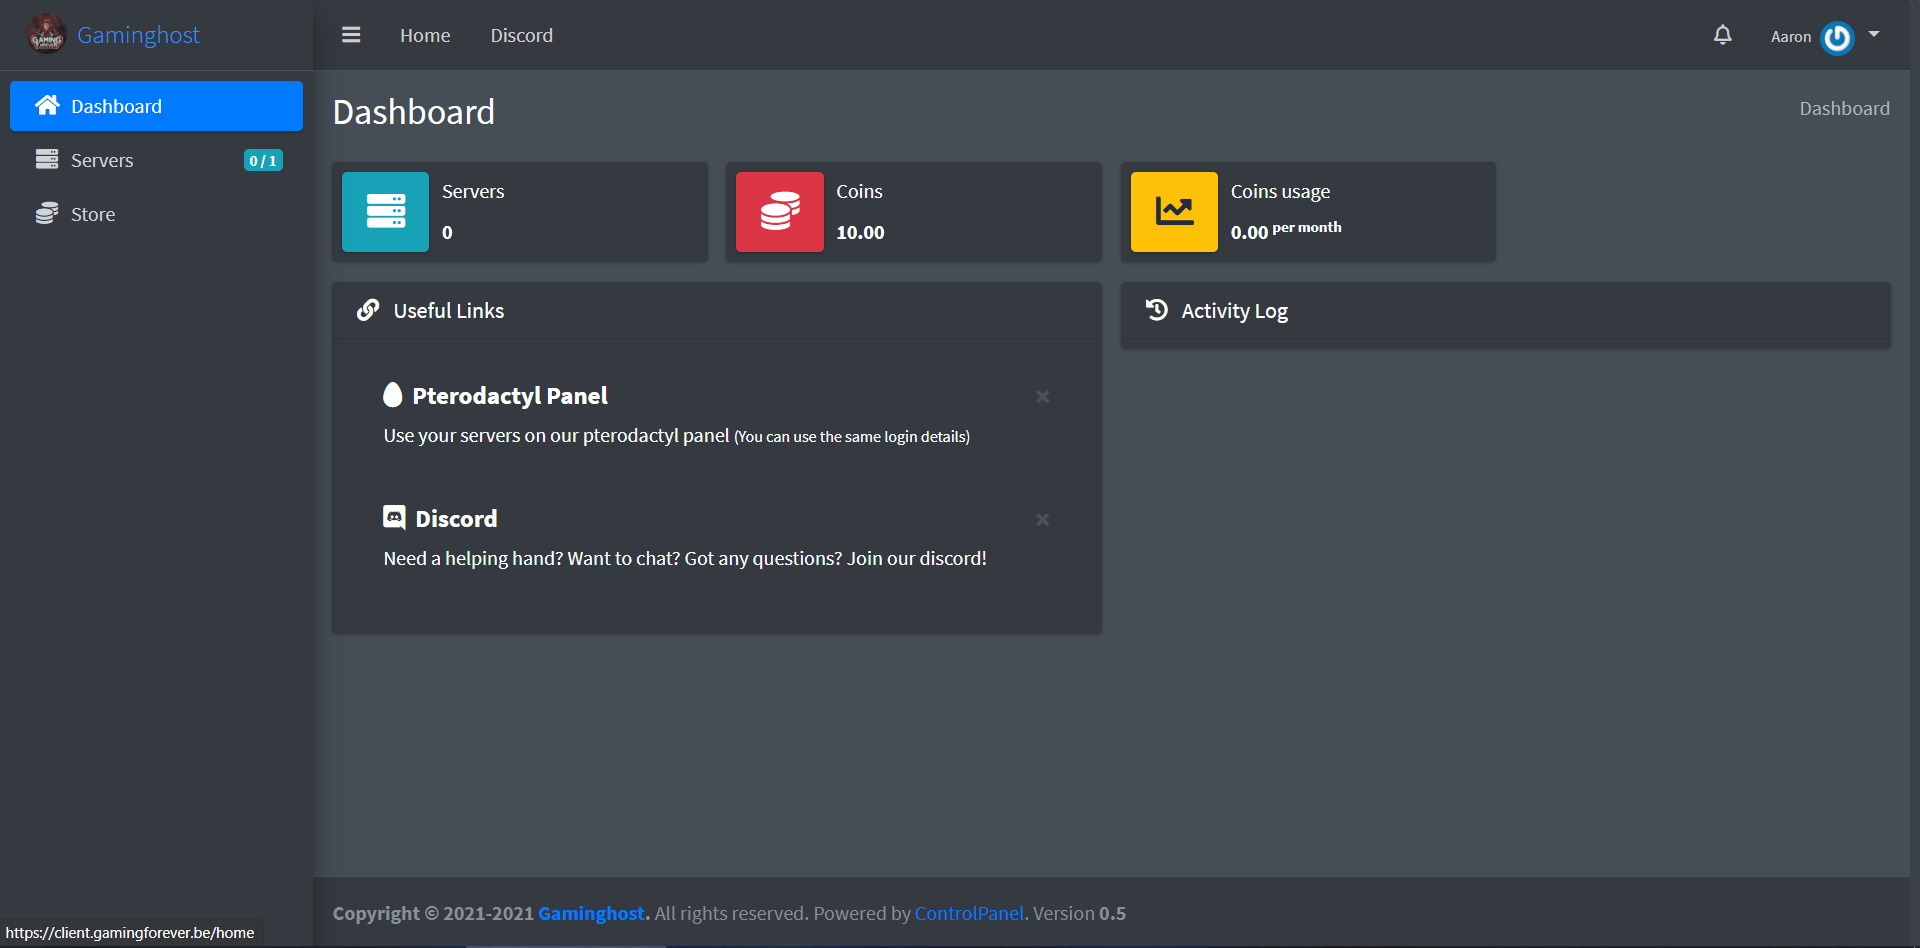 Gaminghost
Home
Discord
Aaron
Dashboard
Servers
0 / 1
Store
Dashboard
Dashboard
Servers
0
Coins
10.00
Coins usage
0.00 per month
Useful Links
Pterodactyl Panel
×
Use your servers on our pterodactyl panel (You can use the same login details)
Discord
×
Need a helping hand? Want to chat? Got any questions? Join our discord!
Activity Log
Copyright © 2021-2021 Gaminghost. All rights reserved. Powered by ControlPanel. Version 0.5
https://client.gamingforever.be/home